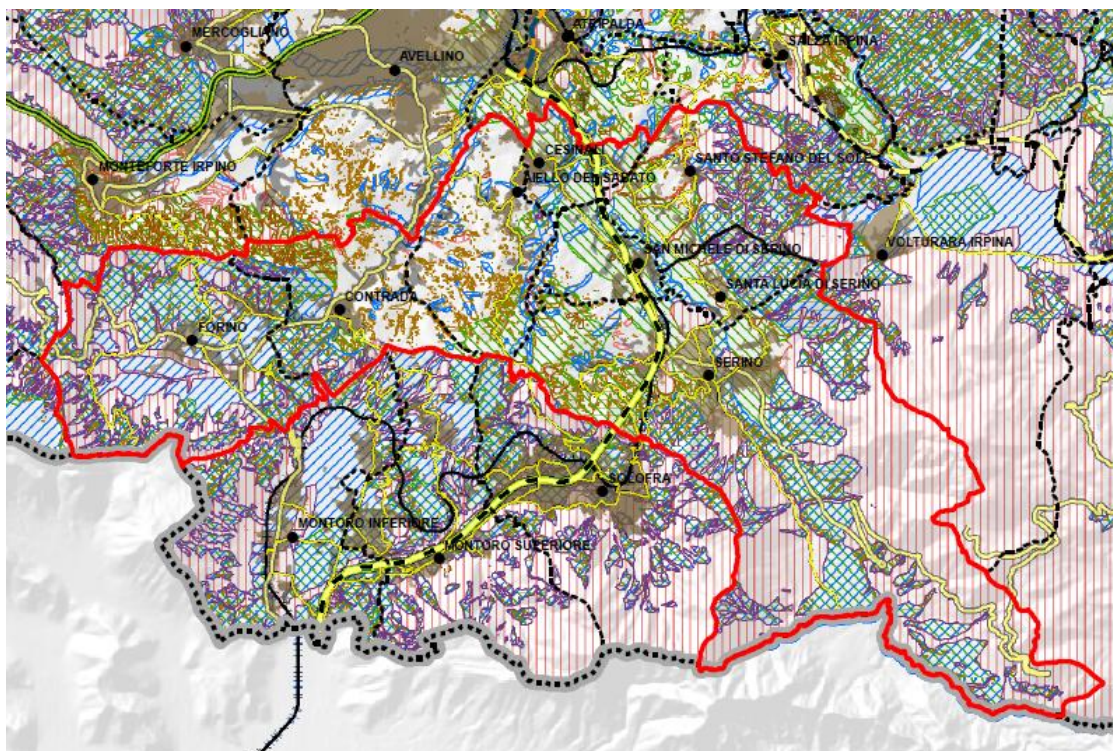 ATRIPALDA
MERCOGLIANO
SALZA IRPINA
AVELLINO
CESINALI
SANTO STEFANO DEL SOLE
MONTEFORTE IRPINO
AIELLO DEL SABATO
VOLTURARA IRPINA
SAN MICHELE DI SERINO
SANTA LUCIA DI SERINO
CONTRADA
FORINO
SERINO
SOLOFRA
MONTORO INFERIORE
MONTORO SUPERIORE